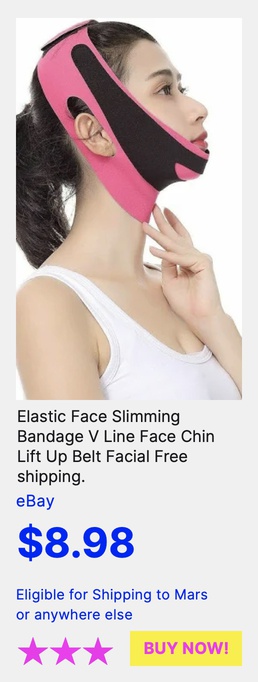 Elastic Face Slimming
Bandage V Line Face Chin
Lift Up Belt Facial Free
shipping.
eBay
$8.98
Eligible for Shipping to Mars
or anywhere else
BUY NOW!